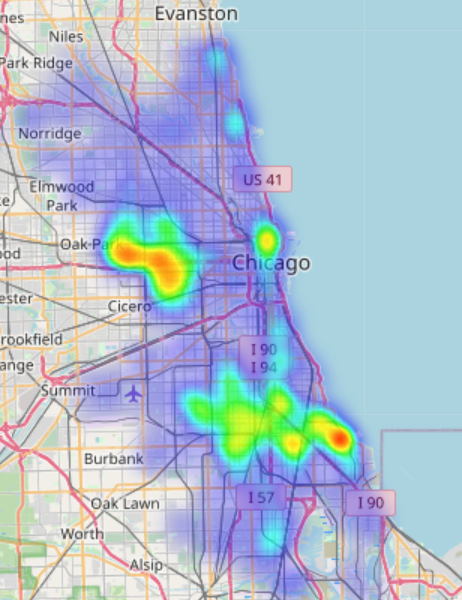 Evanston
nes
Niles
Park Ridge
Norridge
US 41
Elmwood
Park
e
Oak Park
ood
Chicago
ester
Cicero
rookfield
ange
I 90
I 94
Summit
Burbank
I 57
I 90
Oak Lawn
Worth
Alsip